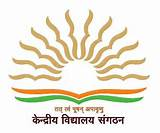 तत् त्वं पूषन् अपावृणु
केन्द्रीय विद्यालय संगठन